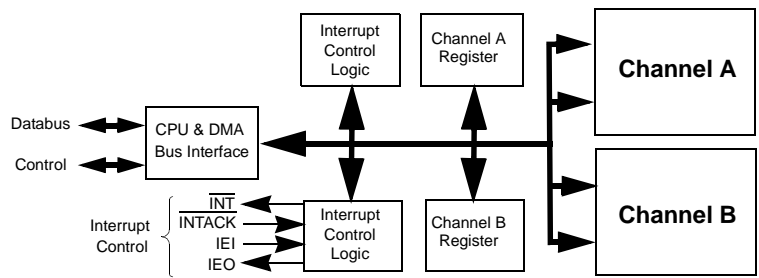 Interrupt
Control
Logic
Channel A
Register
Channel A
Databus
Control
CPU & DMA
Bus Interface
Interrupt
Control
INT
INTACK
IEI
IEO
Interrupt
Control
Logic
Channel B
Register
Channel B